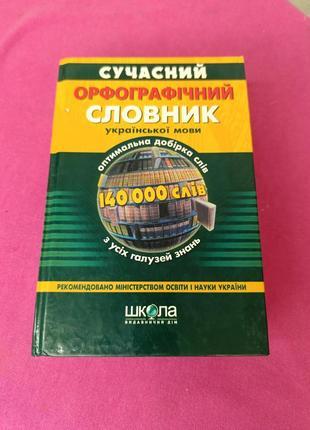 СУЧАСНИЙ
ОРФОГРАФІЧНИЙ
СЛОВНИК
української мови
оптимальна добірка слів
140 000 слів
з усіх галузей знань
РЕКОМЕНДОВАНО МІНІСТЕРСТВОМ ОСВІТИ І НАУКИ УКРАЇНИ
ШКОЛА
ВИДАВНИЧИЙ ДІМ